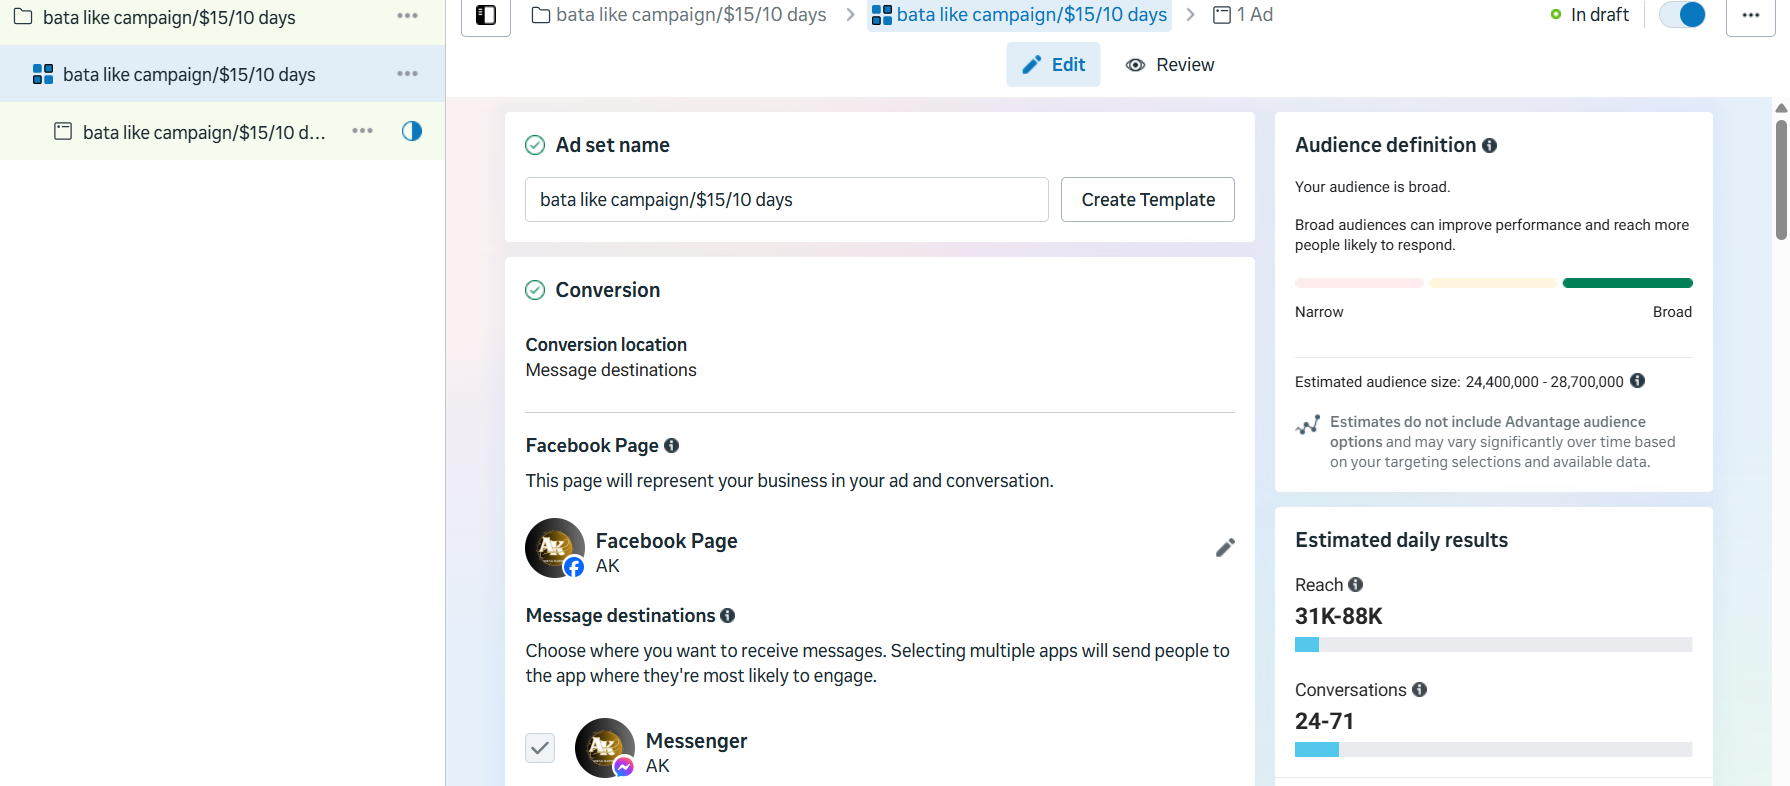 bata like campaign/$15/10 days
bata like campaign/$15/10 days
bata like campaign/$15/10 d...
bata like campaign/$15/10 days
bata like campaign/$15/10 days
1 Ad
In draft
Edit
Review
Ad set name
bata like campaign/$15/10 days
Create Template
Conversion
Conversion location
Message destinations
Facebook Page
This page will represent your business in your ad and conversation.
Facebook Page
AK
Message destinations
Choose where you want to receive messages. Selecting multiple apps will send people to
the app where they're most likely to engage.
Messenger
AK
Audience definition
Your audience is broad.
Broad audiences can improve performance and reach more
people likely to respond.
Narrow
Broad
Estimated audience size: 24,400,000 - 28,700,000
Estimates do not include Advantage audience
options and may vary significantly over time based
on your targeting selections and available data.
Estimated daily results
Reach
31K-88K
Conversations
24-71